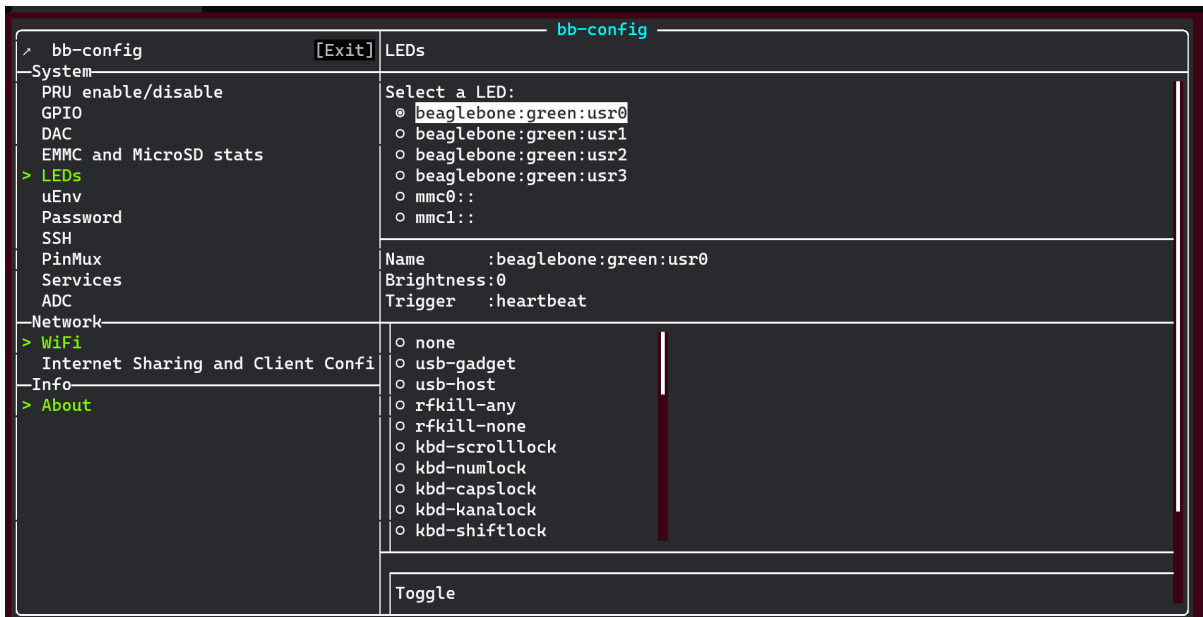 bb-config
↗ bb-config [Exit]
System
PRU enable/disable
GPIO
DAC
EMMC and MicroSD stats
> LEDs
uEnv
Password
SSH
PinMux
Services
ADC
Network
> WiFi
Internet Sharing and Client Confi
Info
> About
LEDs
Select a LED:
beaglebone:green:usr0
beaglebone:green:usr1
beaglebone:green:usr2
beaglebone:green:usr3
mmc0::
mmc1::
Name :beaglebone:green:usr0
Brightness:0
Trigger :heartbeat
none
usb-gadget
usb-host
rfkill-any
rfkill-none
kbd-scrolllock
kbd-numlock
kbd-capslock
kbd-kanalock
kbd-shiftlock
Toggle